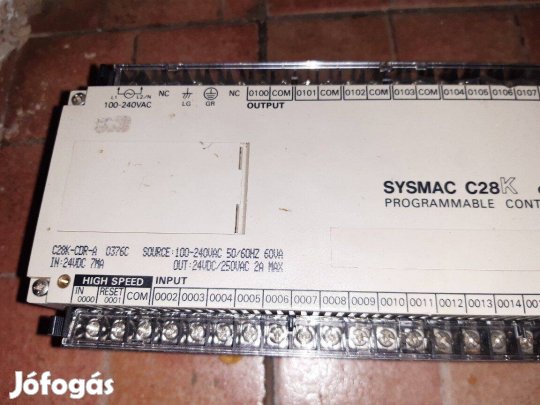 L1 L2/N NC LG GR NC 0100 COM 0101 COM 0102 COM 0103 COM 0104 0105 0106 0107
100-240VAC OUTPUT
SYSMAC C28K
PROGRAMMABLE CONT
C28K-CDR-A 0376C SOURCE:100-240VAC 50/60HZ 60VA
IN:24VDC 7MA OUT:24VDC/250VAC 2A MAX
HIGH SPEED INPUT
IN 0000 RESET 0001 COM 0002 0003 0004 0005 0006 0007 0008 0009 0010 0011 0012 0013 0014
Jófogás